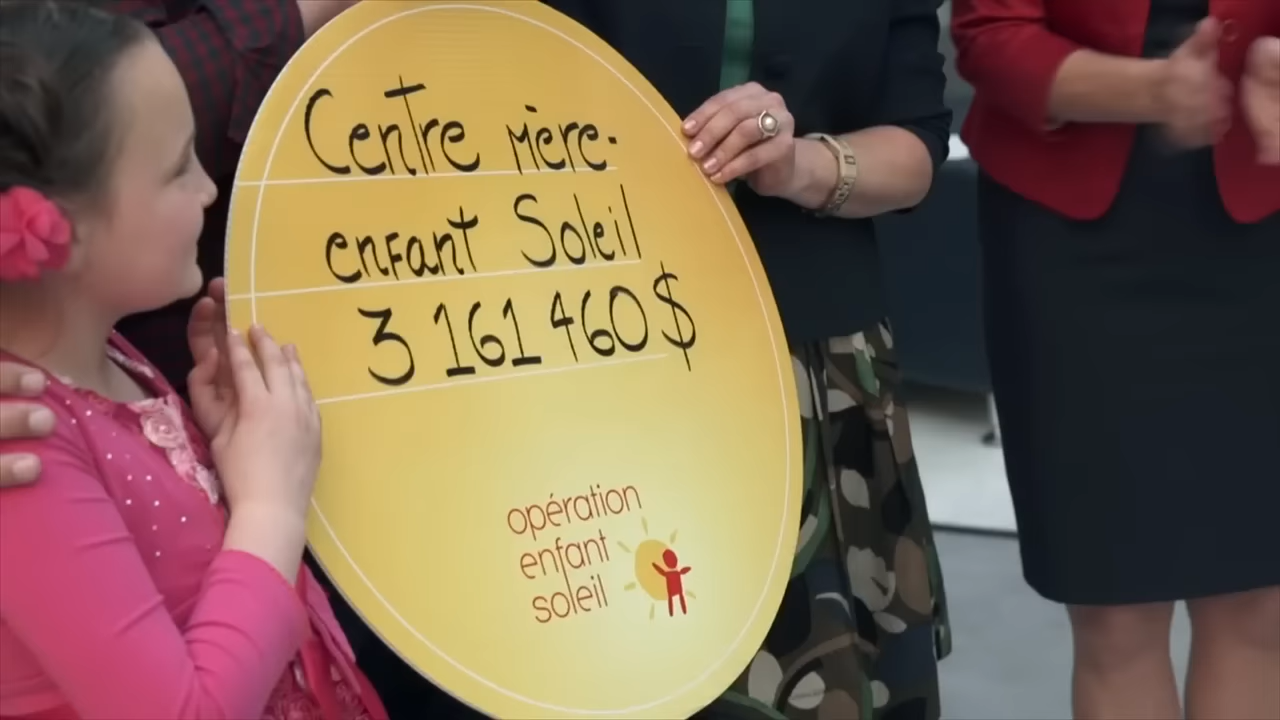 Centre mère-
enfant Soleil
3 161 460 $
opération
enfant
soleil